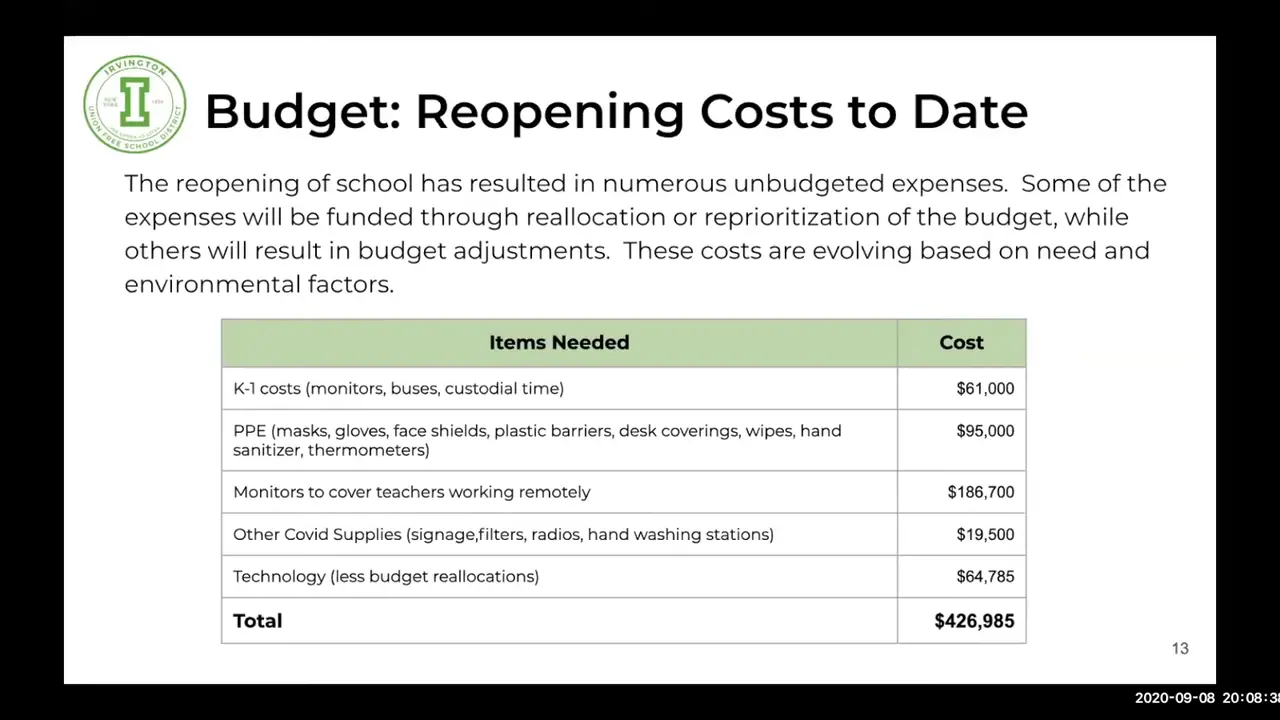 IRVINGTON
UNION FREE SCHOOL DISTRICT
Budget: Reopening Costs to Date
The reopening of school has resulted in numerous unbudgeted expenses.  Some of the
expenses will be funded through reallocation or reprioritization of the budget, while
others will result in budget adjustments.  These costs are evolving based on need and
environmental factors.
Items Needed Cost
K-1 costs (monitors, buses, custodial time) $61,000
PPE (masks, gloves, face shields, plastic barriers, desk coverings, wipes, hand $95,000
sanitizer, thermometers)
Monitors to cover teachers working remotely $186,700
Other Covid Supplies (signage,filters, radios, hand washing stations) $19,500
Technology (less budget reallocations) $64,785
Total $426,985
13
2020-09-08 20:08:38